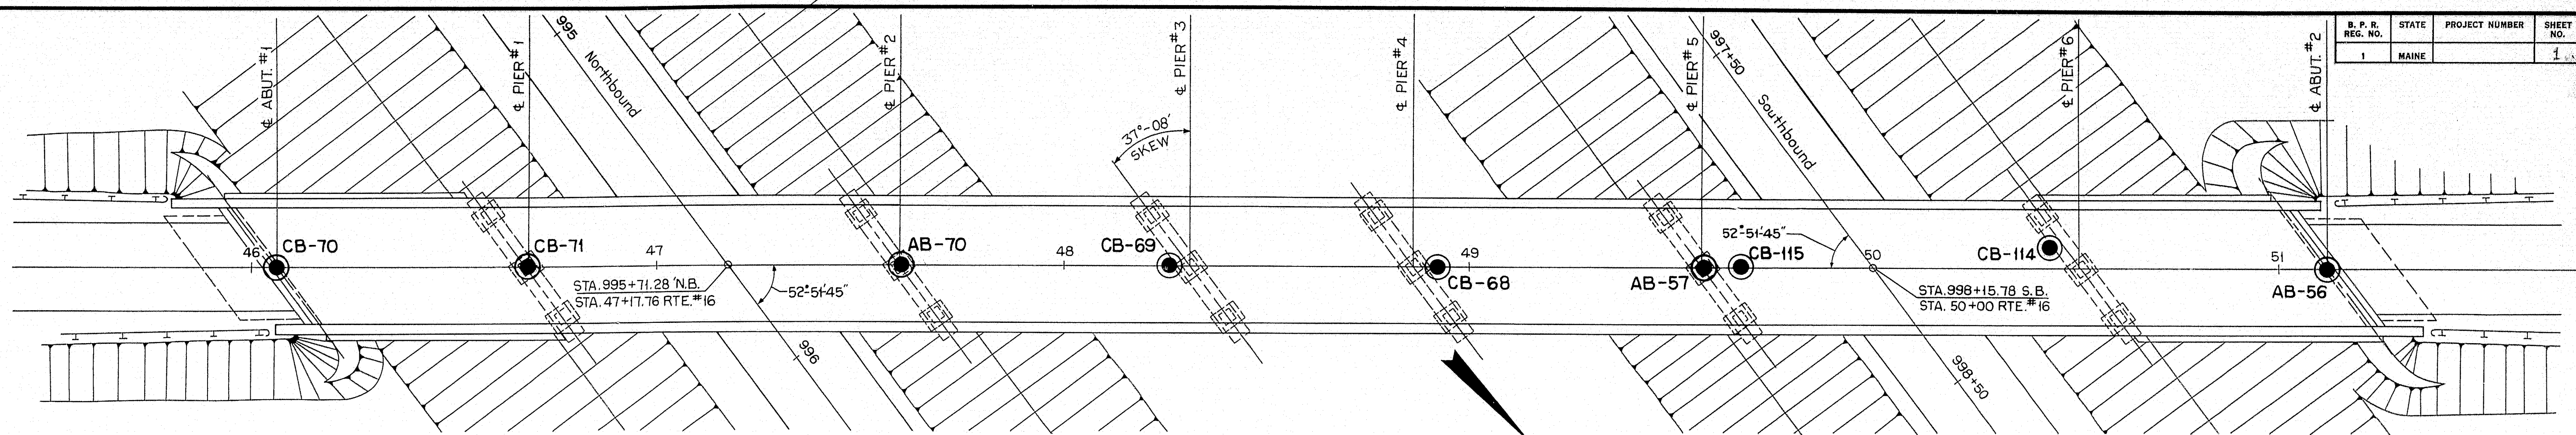 B. P. R. REG. NO.
STATE
PROJECT NUMBER
SHEET NO.
1
MAINE
1
℄ ABUT. #1
℄ PIER #1
995
Northbound
℄ PIER #2
℄ PIER #3
℄ PIER #4
℄ PIER #5
997+50
Southbound
℄ PIER #6
℄ ABUT. #2
37°-08'
SKEW
46
CB-70
CB-71
47
AB-70
48
CB-69
49
CB-68
AB-57
52°-51'-45"
CB-115
50
CB-114
51
AB-56
STA. 995+71.28 'N.B.
STA. 47+17.76 RTE. #16
52°-51'-45"
STA. 998+15.78 S.B.
STA. 50+00 RTE. #16
996
998+50